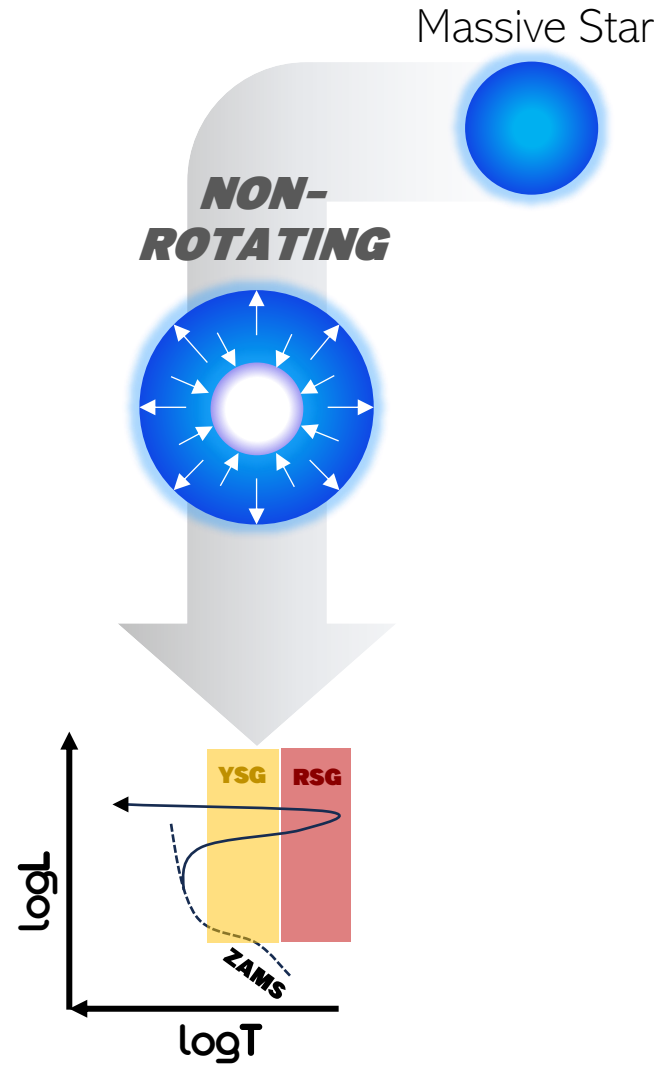 Massive Star
NON-
ROTATING
YSG
RSG
logL
ZAMS
logT